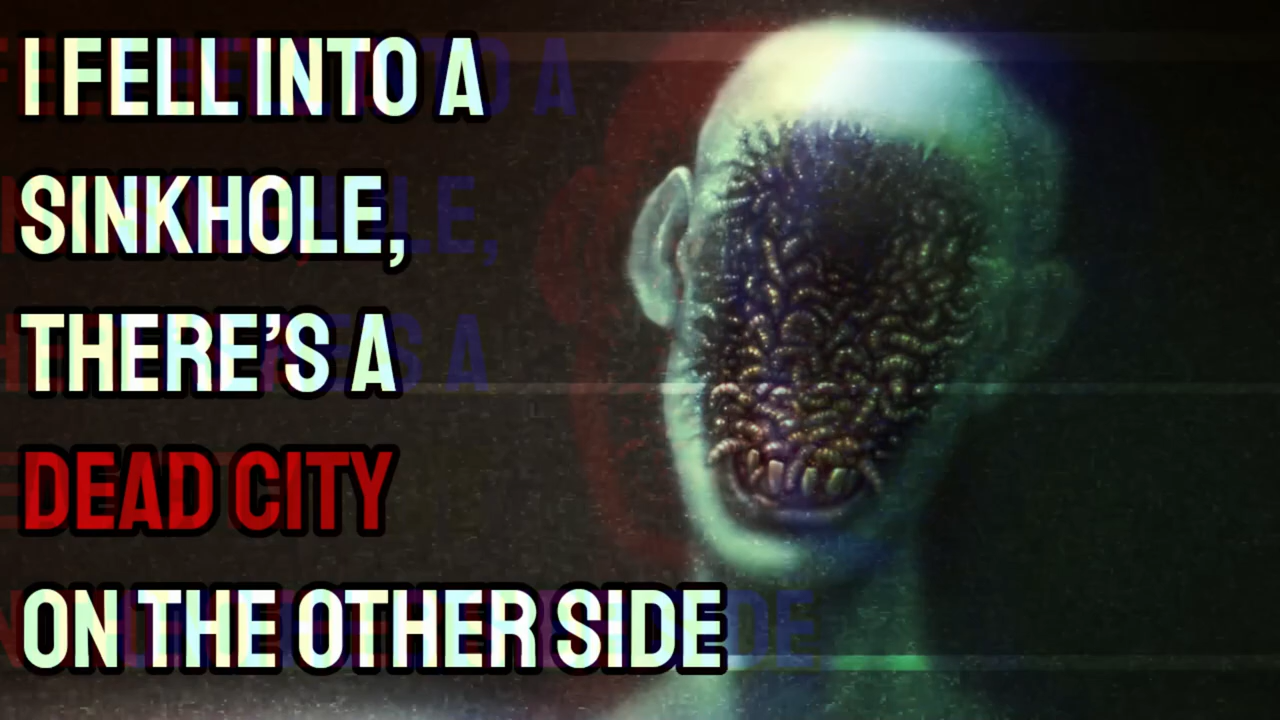 I FELL INTO A
SINKHOLE,
THERE’S A
DEAD CITY
ON THE OTHER SIDE